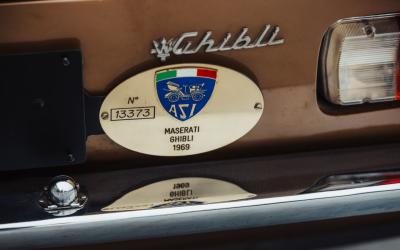 Ghibli
N°
13373
ASI
MASERATI
GHIBLI
1969